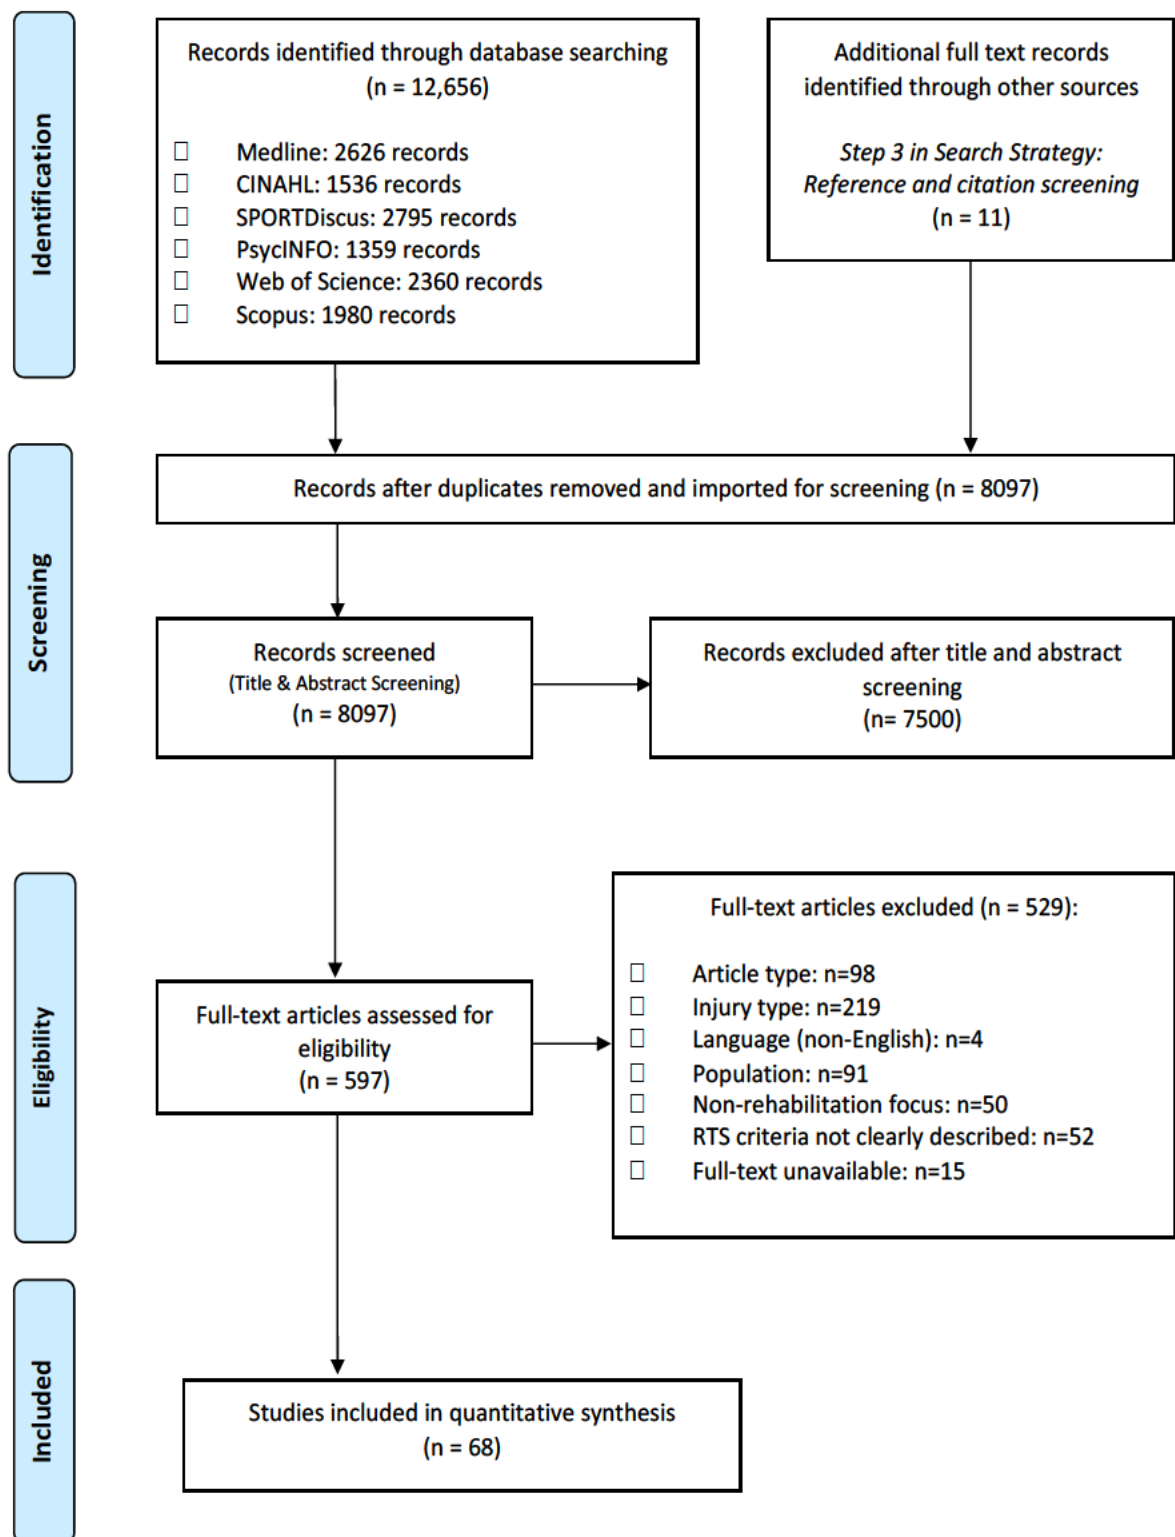 Identification
Records identified through database searching
(n = 12,656)
Medline: 2626 records
CINAHL: 1536 records
SPORTDiscus: 2795 records
PsycINFO: 1359 records
Web of Science: 2360 records
Scopus: 1980 records
Additional full text records
identified through other sources
Step 3 in Search Strategy:
Reference and citation screening
(n = 11)
Screening
Records after duplicates removed and imported for screening (n = 8097)
Records screened
(Title & Abstract Screening)
(n = 8097)
Records excluded after title and abstract
screening
(n= 7500)
Eligibility
Full-text articles assessed for
eligibility
(n = 597)
Full-text articles excluded (n = 529):
Article type: n=98
Injury type: n=219
Language (non-English): n=4
Population: n=91
Non-rehabilitation focus: n=50
RTS criteria not clearly described: n=52
Full-text unavailable: n=15
Included
Studies included in quantitative synthesis
(n = 68)